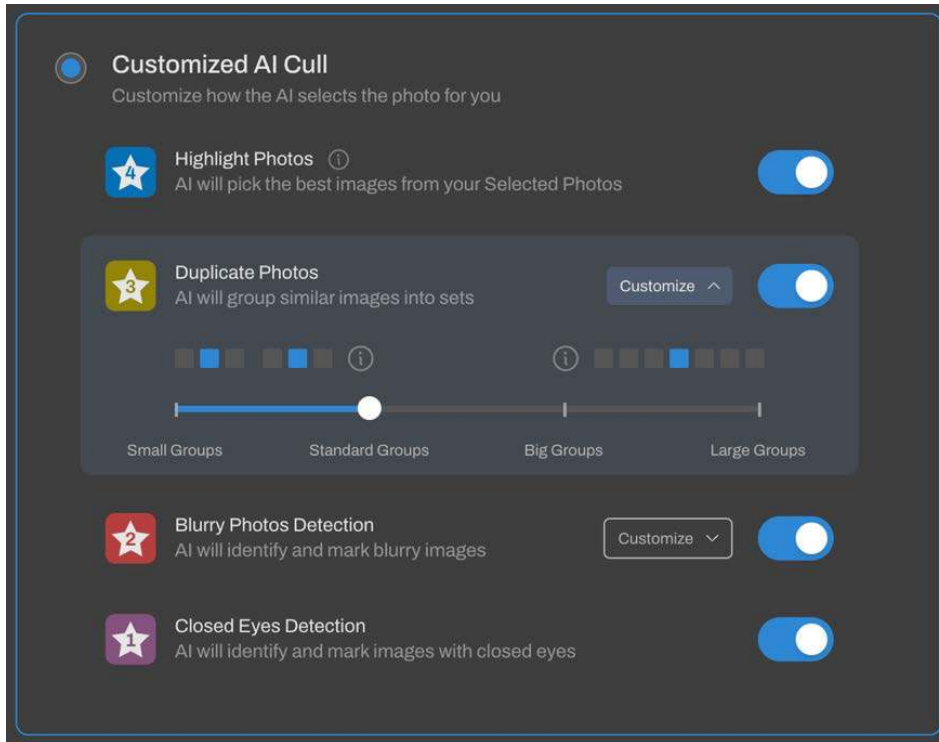 Customized AI Cull
Customize how the AI selects the photo for you
4
Highlight Photos
AI will pick the best images from your Selected Photos
3
Duplicate Photos
AI will group similar images into sets
Customize
Small Groups Standard Groups Big Groups Large Groups
2
Blurry Photos Detection
AI will identify and mark blurry images
Customize
1
Closed Eyes Detection
AI will identify and mark images with closed eyes